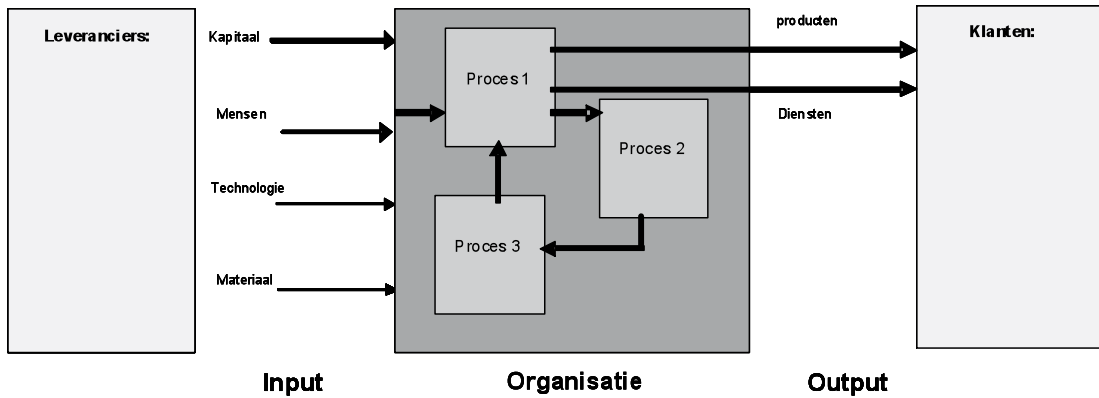 Leveranciers:
Kapitaal
Mensen
Technologie
Materiaal
Proces 1
Proces 2
Proces 3
producten
Diensten
Klanten:
Input
Organisatie
Output